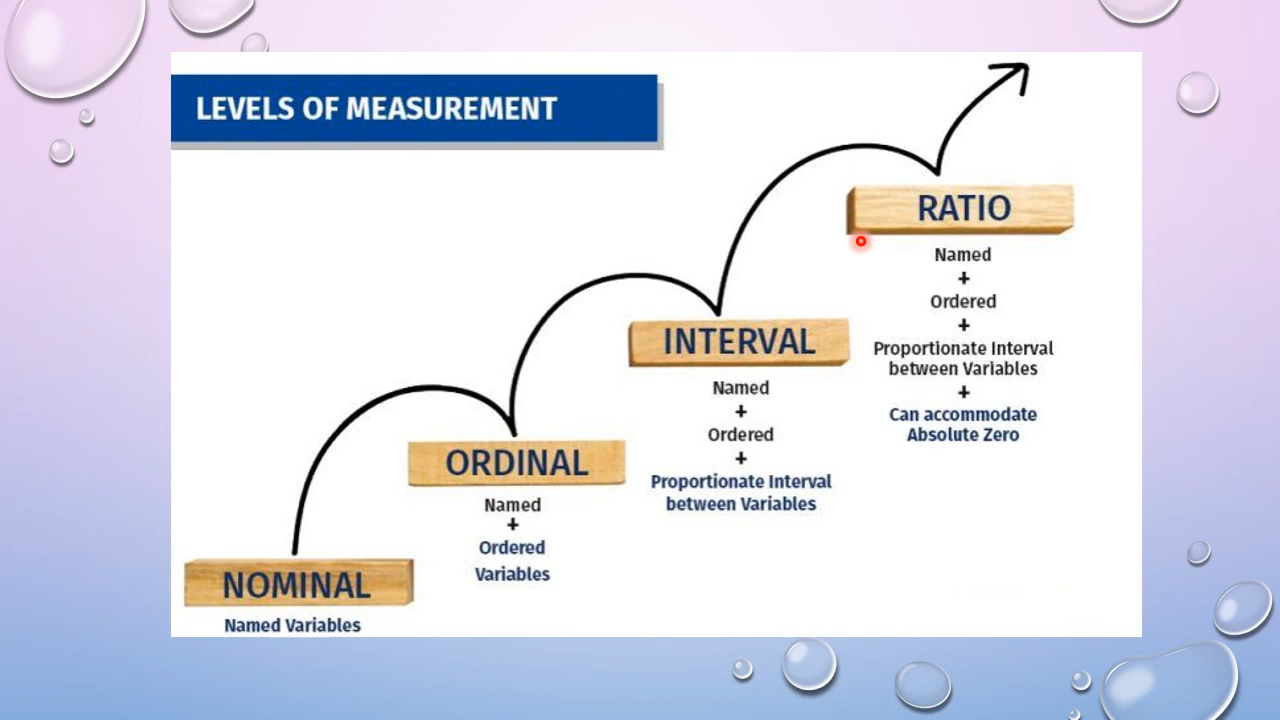 LEVELS OF MEASUREMENT
NOMINAL
Named Variables
ORDINAL
Named
+
Ordered
Variables
INTERVAL
Named
+
Ordered
+
Proportionate Interval
between Variables
RATIO
Named
+
Ordered
+
Proportionate Interval
between Variables
+
Can accommodate
Absolute Zero